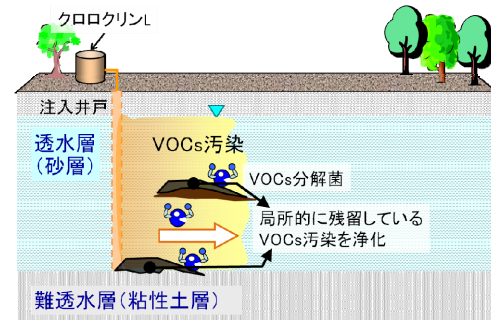 クロロクリンL
注入井戸
透水層
(砂層)
VOCs汚染
VOCs分解菌
局所的に残留している
VOCs汚染を浄化
難透水層(粘性土層)